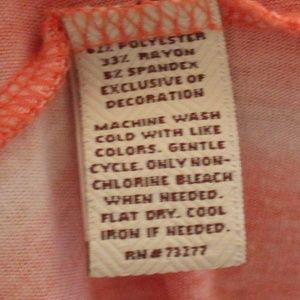 62% POLYESTER
33% RAYON
5% SPANDEX
EXCLUSIVE OF
DECORATION
MACHINE WASH
COLD WITH LIKE
COLORS. GENTLE
CYCLE. ONLY NON-
CHLORINE BLEACH
WHEN NEEDED.
FLAT DRY. COOL
IRON IF NEEDED.
RN#73277